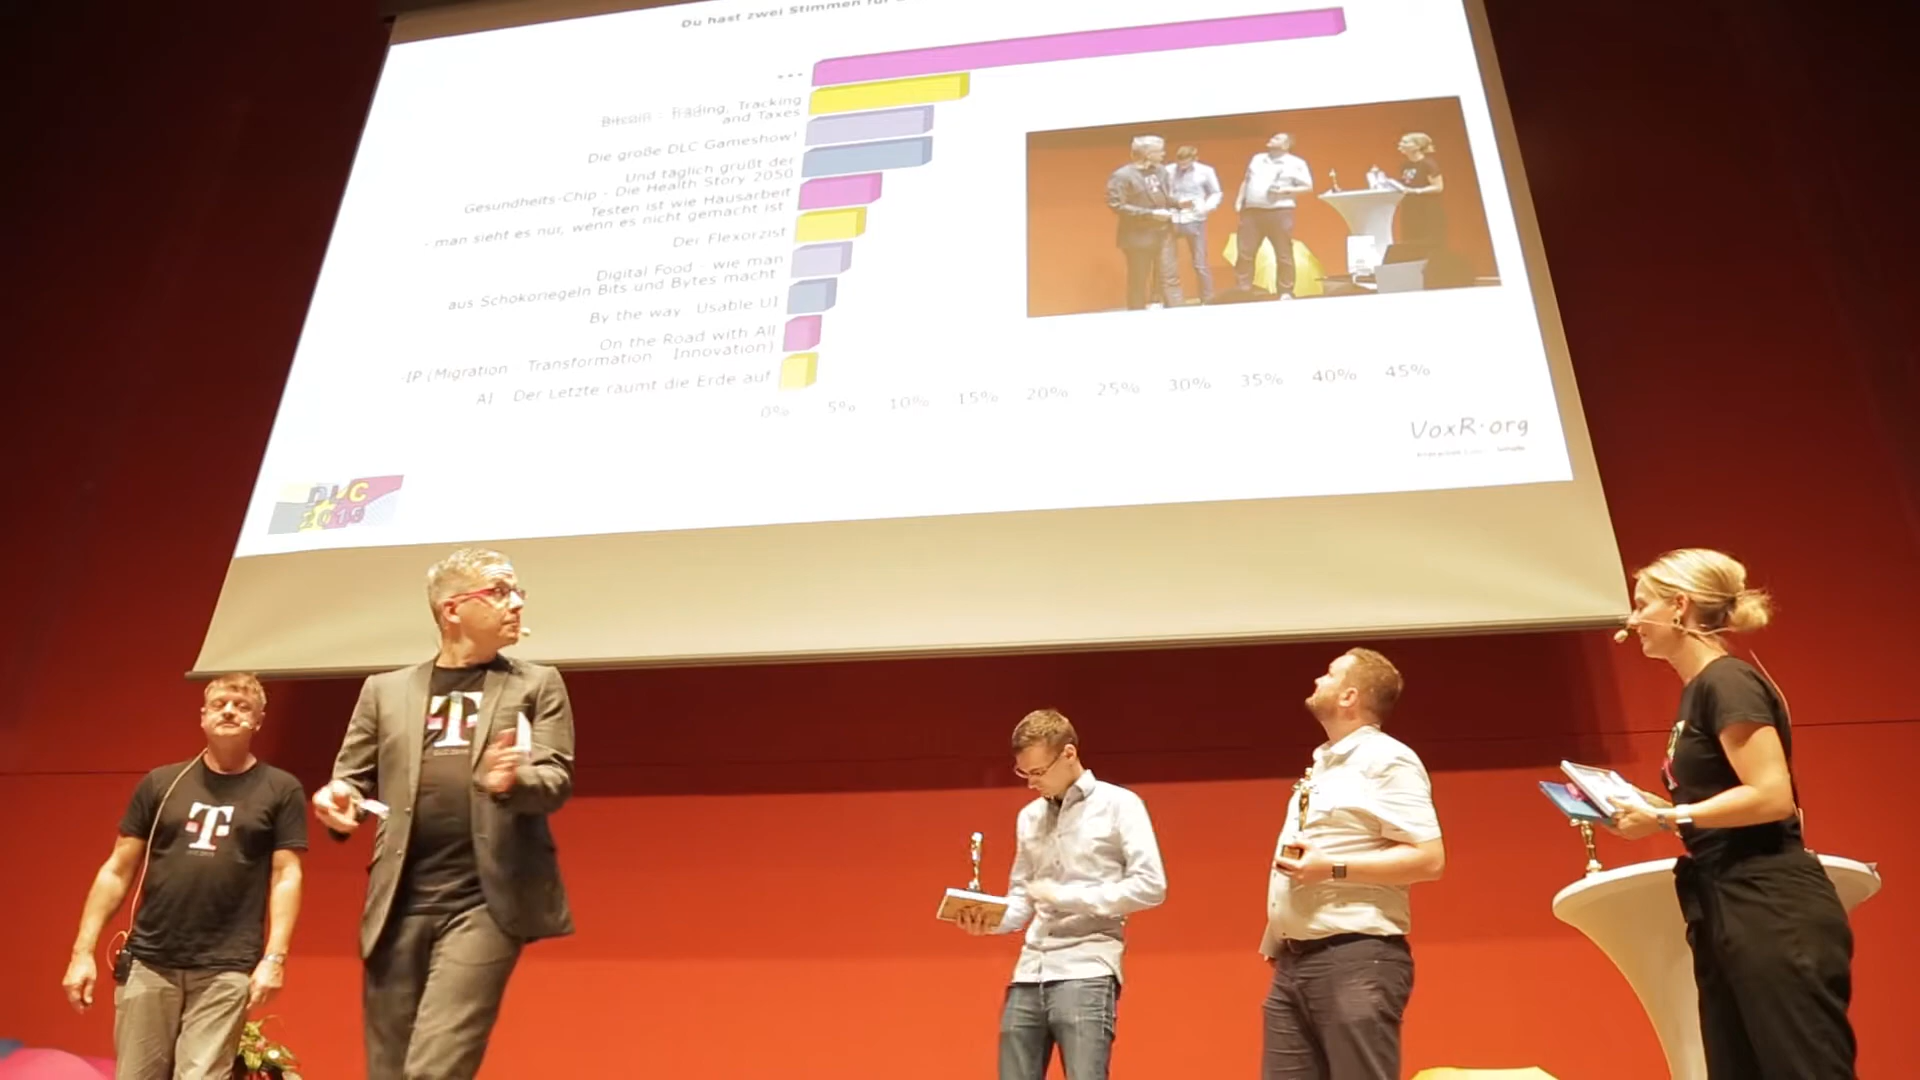 Du hast zwei Stimmen für
...
Bitcoin - Trading, Tracking
and Taxes
Die große DLC Gameshow!
Und täglich grüßt der
Gesundheits-Chip - Die Health Story 2050
Testen ist wie Hausarbeit
- man sieht es nur, wenn es nicht gemacht ist
Der Flexorzist
Digital Food - wie man
aus Schokoriegeln Bits und Bytes macht
By the way Usable UI
On the Road with All
-IP (Migration Transformation Innovation)
AI Der Letzte räumt die Erde auf
0% 5% 10% 15% 20% 25% 30% 35% 40% 45%
VoxR.org
DLC
2019
T
T